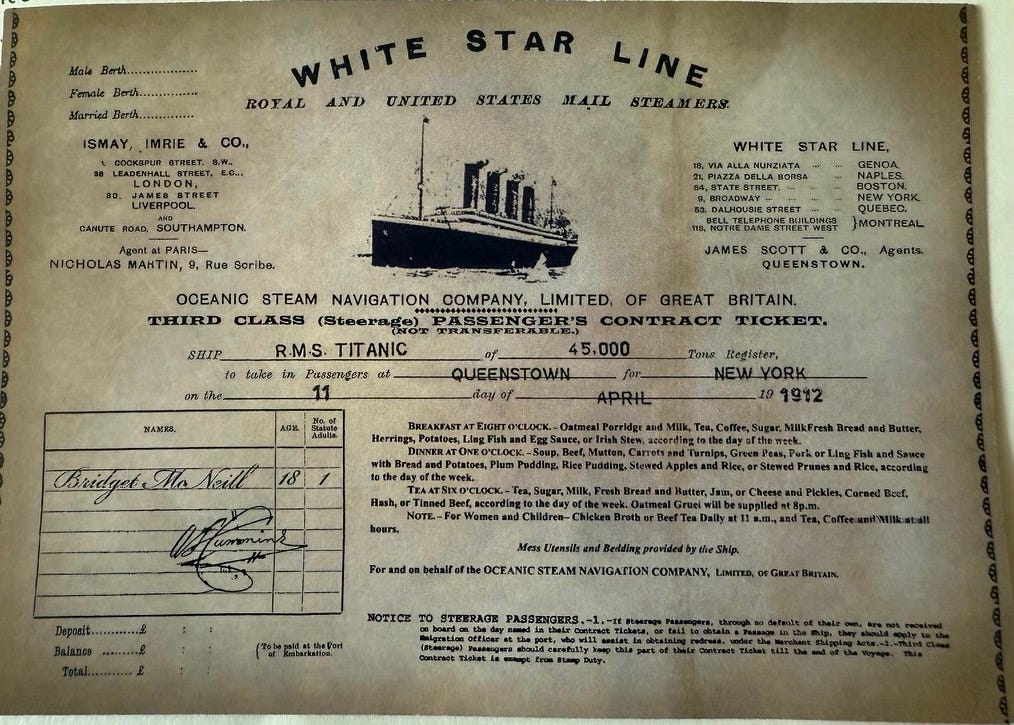 WHITE STAR LINE
ROYAL AND UNITED STATES MAIL STEAMERS.
Male Berth..................
Female Berth...............
Married Berth...............
ISMAY, IMRIE & CO.,
1 COCKSPUR STREET. S.W.,
38 LEADENHALL STREET, E.C.,
LONDON,
30. JAMES STREET
LIVERPOOL.
AND
CANUTE ROAD, SOUTHAMPTON.
Agent at PARIS—
NICHOLAS MARTIN, 9, Rue Scribe.
WHITE STAR LINE,
18, VIA ALLA NUNZIATA ... ... GENOA.
21, PIAZZA DELLA BORSA ... NAPLES.
84, STATE STREET, ... ... BOSTON.
9, BROADWAY ... ... NEW YORK.
53, DALHOUSIE STREET ... ... QUEBEC.
BELL TELEPHONE BUILDINGS
118, NOTRE DAME STREET WEST } MONTREAL
JAMES SCOTT & CO., Agents.
QUEENSTOWN.
OCEANIC STEAM NAVIGATION COMPANY, LIMITED, OF GREAT BRITAIN.
THIRD CLASS (Steerage) PASSENGER'S CONTRACT TICKET.
(NOT TRANSFERABLE.)
SHIP R.M.S. TITANIC of 45,000 Tons Register,
to take in Passengers at QUEENSTOWN for NEW YORK
on the 11 day of APRIL 19 1912
NAMES. AGE. No. of Statute Adults.
Bridget Mc Neill 18 1
Deposit...........£ : :
Balance .........£ : : (To be paid at the Port of Embarkation.)
Total............£ :
BREAKFAST AT EIGHT O'CLOCK. – Oatmeal Porridge and Milk, Tea, Coffee, Sugar, MilkFresh Bread and Butter,
Herrings, Potatoes, Ling Fish and Egg Sauce, or Irish Stew, according to the day of the week.
DINNER AT ONE O'CLOCK. – Soup, Beef, Mutton, Carrots and Turnips, Green Peas, Pork or Ling Fish and Sauce
with Bread and Potatoes, Plum Pudding, Rice Pudding, Stewed Apples and Rice, or Stewed Prunes and Rice, according
to the day of the week.
TEA AT SIX O'CLOCK. – Tea, Sugar, Milk, Fresh Bread and Butter, Jam, or Cheese and Pickles, Corned Beef,
Hash, or Tinned Beef, according to the day of the week. Oatmeal Gruel will be supplied at 8p.m.
NOTE. – For Women and Children– Chicken Broth or Beef Tea Daily at 11 a.m., and Tea, Coffee and Milk at all
hours.
Mess Utensils and Bedding provided by the Ship.
For and on behalf of the OCEANIC STEAM NAVIGATION COMPANY, LIMITED, OF GREAT BRITAIN.
NOTICE TO STEERAGE PASSENGERS.-1.-If Steerage Passengers, through no default of their own, are not received
on board on the day named in their Contract Tickets, or fail to obtain a Passage in the Ship, they should apply to the
Emigration Officer at the port, who will assist in obtaining redress, under the Merchant Shipping Acts.-2.-Third Class
(Steerage) Passengers should carefully keep this part of their Contract Ticket till the end of the Voyage. This
Contract Ticket is exempt from Stamp Duty.